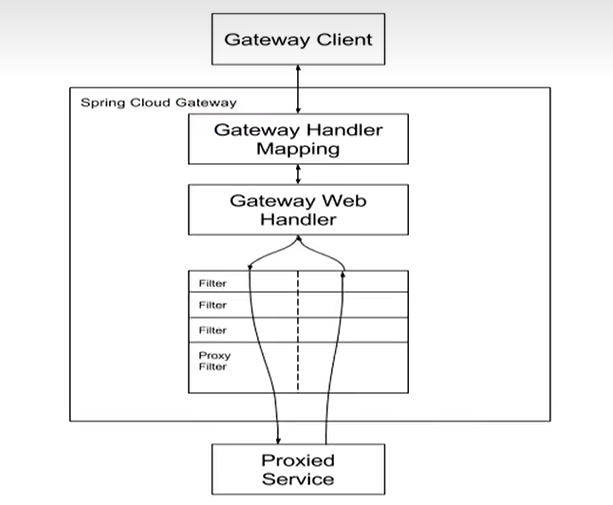 Gateway Client
Spring Cloud Gateway
Gateway Handler
Mapping
Gateway Web
Handler
Filter
Filter
Filter
Proxy
Filter
Proxied
Service